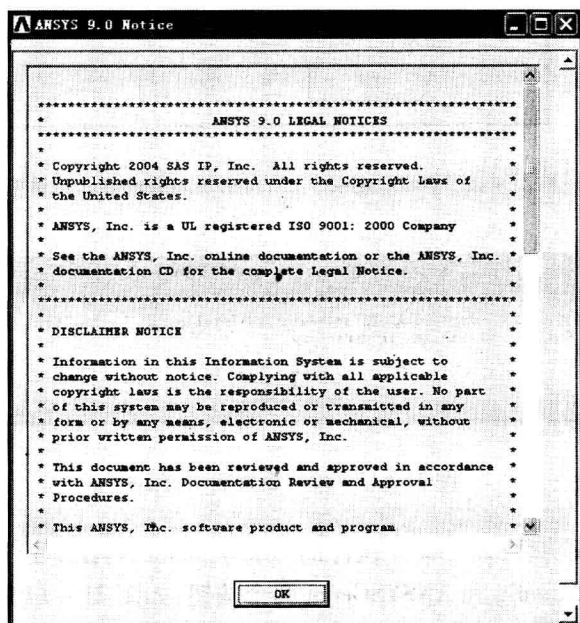 ANSYS 9.0 Notice
***********************************************************
* ANSYS 9.0 LEGAL NOTICES *
***********************************************************
* *
* Copyright 2004 SAS IP, Inc. All rights reserved. *
* Unpublished rights reserved under the Copyright Laws of *
* the United States. *
* *
* ANSYS, Inc. is a UL registered ISO 9001: 2000 Company *
* *
* See the ANSYS, Inc. online documentation or the ANSYS, Inc. *
* documentation CD for the complete Legal Notice. *
***********************************************************
* *
* DISCLAIMER NOTICE *
* *
* Information in this Information System is subject to *
* change without notice. Complying with all applicable *
* copyright laws is the responsibility of the user. No part *
* of this system may be reproduced or transmitted in any *
* form or by any means, electronic or mechanical, without *
* prior written permission of ANSYS, Inc. *
* *
* This document has been reviewed and approved in accordance *
* with ANSYS, Inc. Documentation Review and Approval *
* Procedures. *
* *
* This ANSYS, Inc. software product and program *
OK